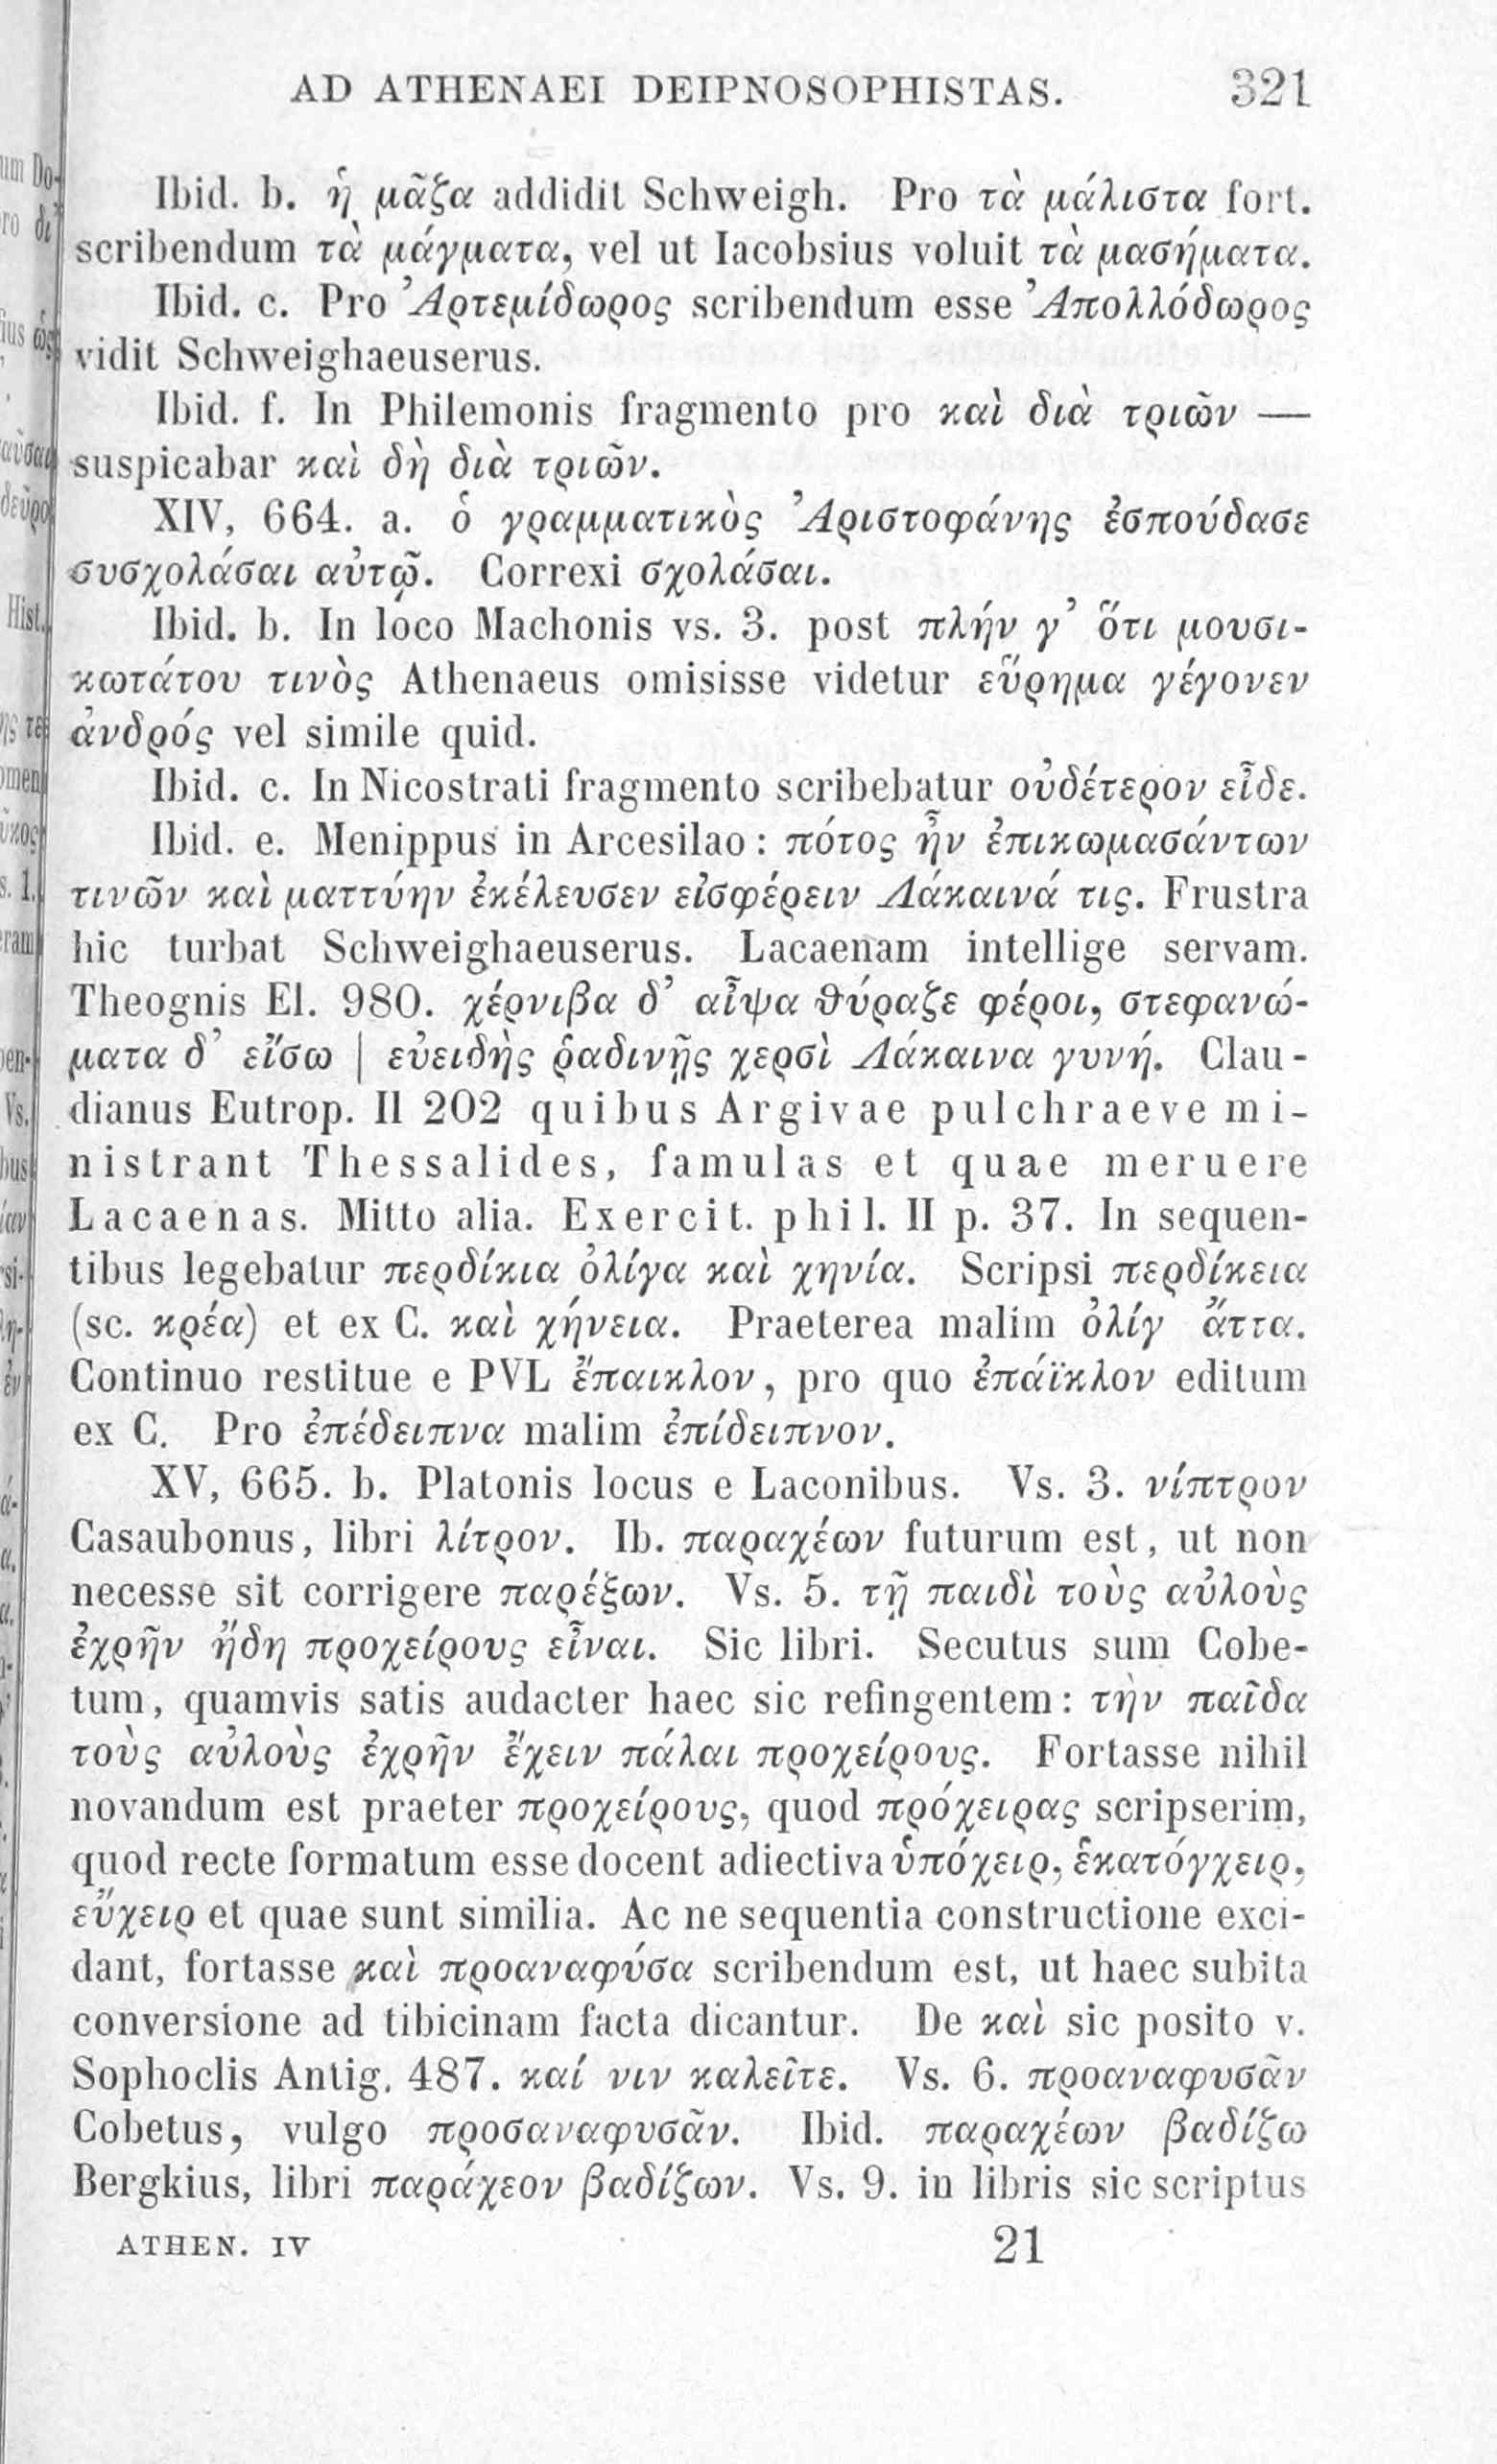 AD ATHENAEI DEIPNOSOPHISTAS. 321
Ibid. b. ἡ μᾶζα addidit Schweigh. Pro τὰ μάλιστα fort.
scribendum τὰ μάγματα, vel ut Iacobsius voluit τὰ μασήματα.
Ibid. c. Pro Ἀρτεμίδωρος scribendum esse Ἀπολλόδωρος
vidit Schweighaeuserus.
Ibid. f. In Philemonis fragmento pro καὶ διὰ τριῶν —
suspicabar καὶ δὴ διὰ τριῶν.
XIV, 664. a. ὁ γραμματικὸς Ἀριστοφάνης ἐσπούδασε
συσχολάσαι αὐτῷ. Correxi σχολάσαι.
Ibid. b. In loco Machonis vs. 3. post πλήν γ’ ὅτι μουσι-
κωτάτου τινὸς Athenaeus omisisse videtur εὕρημα γέγονεν
ἀνδρός vel simile quid.
Ibid. c. In Nicostrati fragmento scribebatur οὐδέτερον εἶδε.
Ibid. e. Menippus in Arcesilao: πότος ἦν ἐπικωμασάντων
τινῶν καὶ ματτύην ἐκέλευσεν εἰσφέρειν Λάκαινά τις. Frustra
hic turbat Schweighaeuserus. Lacaenam intellige servam.
Theognis El. 980. χέρνιβα δ’ αἶψα θύραζε φέροι, στεφανώ-
ματα δ’ εἴσω | εὐειδὴς ῥαδινῇς χερσὶ Λάκαινα γυνή. Clau-
dianus Eutrop. II 202 quibus Argivae pulchraeve mi-
nistrant Thessalides, famulas et quae meruere
Lacaenas. Mitto alia. Exercit. phil. II p. 37. In sequen-
tibus legebatur περδίκια ὀλίγα καὶ χηνία. Scripsi περδίκεια
(sc. κρέα) et ex C. καὶ χήνεια. Praeterea malim ὀλίγ’ ἄττα.
Continuo restitue e PVL ἔπαικλον, pro quo ἐπάϊκλον editum
ex C. Pro ἐπέδειπνα malim ἐπίδειπνον.
XV, 665. b. Platonis locus e Laconibus. Vs. 3. νίπτρον
Casaubonus, libri λίτρον. Ib. παραχέων futurum est, ut non
necesse sit corrigere παρέξων. Vs. 5. τῇ παιδὶ τοὺς αὐλοὺς
ἐχρῆν ἤδη προχείρους εἶναι. Sic libri. Secutus sum Cobe-
tum, quamvis satis audacter haec sic refingentem: τὴν παῖδα
τοὺς αὐλοὺς ἐχρῆν ἔχειν πάλαι προχείρους. Fortasse nihil
novandum est praeter προχείρους, quod πρόχειρας scripserim,
quod recte formatum esse docent adiectiva ὑπόχειρ, ἑκατόγχειρ,
εὔχειρ et quae sunt similia. Ac ne sequentia constructione exci-
dant, fortasse καὶ προαναφύσα scribendum est, ut haec subita
conversione ad tibicinam facta dicantur. De καὶ sic posito v.
Sophoclis Antig. 487. καί νιν καλεῖτε. Vs. 6. προαναφυσᾶν
Cobetus, vulgo προσαναφυσᾶν. Ibid. παραχέων βαδίζω
Bergkius, libri παράχεον βαδίζων. Vs. 9. in libris sic scriptus
ATHEN. IV 21